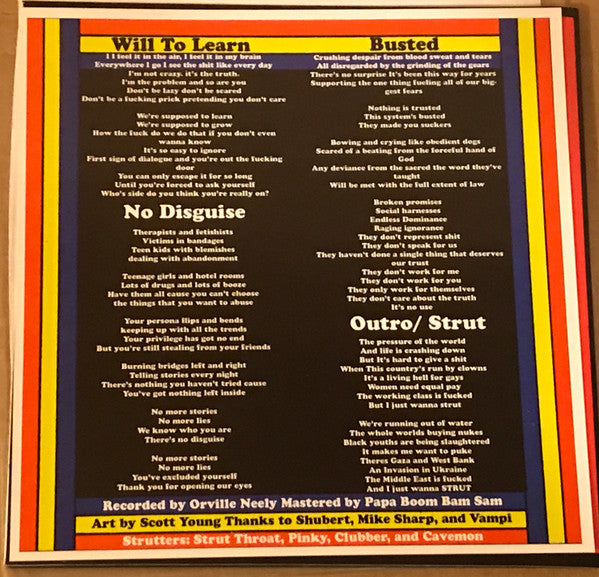 Will To Learn
I I feel it in the air, I feel it in my brain
Everywhere I go I see the shit like every day
I'm not crazy. it's the truth.
I'm the problem and so are you
Don't be lazy don't be scared
Don't be a fucking prick pretending you don't care
We're supposed to learn
We're supposed to grow
How the fuck do we do that if you don't even
wanna know
It's so easy to ignore
First sign of dialogue and you're out the fucking
door
You can only escape it for so long
Until you're forced to ask yourself
Who's side do you think you're really on?
No Disguise
Therapists and fetishists
Victims in bandages
Teen kids with blemishes
dealing with abandonment
Teenage girls and hotel rooms
Lots of drugs and lots of booze
Have them all cause you can't choose
the things that you want to abuse
Your persona flips and bends
keeping up with all the trends
Your privilege has got no end
But you're still stealing from your friends
Burning bridges left and right
Telling stories every night
There's nothing you haven't tried cause
You've got nothing left inside
No more stories
No more lies
We know who you are
There's no disguise
No more stories
No more lies
You've excluded yourself
Thank you for opening our eyes
Busted
Crushing despair from blood sweat and tears
All disregarded by the grinding of the gears
There's no surprise It's been this way for years
Supporting the one thing fueling all of our big-
gest fears
Nothing is trusted
This system's busted
They made you suckers
Bowing and crying like obedient dogs
Scared of a beating from the forceful hand of
God
Any deviance from the sacred the word they've
taught
Will be met with the full extent of law
Broken promises
Social harnesses
Endless Dominance
Raging ignorance
They don't represent shit
They don't speak for us
They haven't done a single thing that deserves
our trust
They don't work for me
They don't work for you
They only work for themselves
They don't care about the truth
It's no use
Outro/ Strut
The pressure of the world
And life is crashing down
But It's hard to give a shit
When This country's run by clowns
It's a living hell for gays
Women need equal pay
The working class is fucked
But I just wanna strut
We're running out of water
The whole worlds buying nukes
Black youths are being slaughtered
It makes me want to puke
Theres Gaza and West Bank
An Invasion in Ukraine
The Middle East is fucked
And I just wanna STRUT
Recorded by Orville Neely Mastered by Papa Boom Bam Sam
Art by Scott Young Thanks to Shubert, Mike Sharp, and Vampi
Strutters: Strut Throat, Pinky, Clubber, and Cavemon